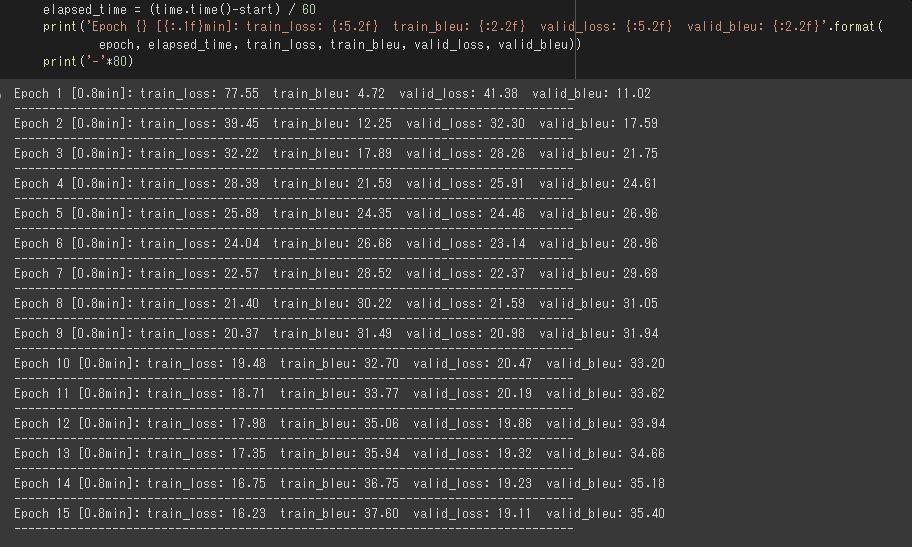 elapsed_time = (time.time()-start) / 60
print('Epoch {} [{:.1f}min]: train_loss: {:5.2f}  train_bleu: {:2.2f}  valid_loss: {:5.2f}  valid_bleu: {:2.2f}'.format(
epoch, elapsed_time, train_loss, train_bleu, valid_loss, valid_bleu))
print('-'*80)
Epoch 1 [0.8min]: train_loss: 77.55  train_bleu: 4.72  valid_loss: 41.38  valid_bleu: 11.02
--------------------------------------------------------------------------------
Epoch 2 [0.8min]: train_loss: 39.45  train_bleu: 12.25  valid_loss: 32.30  valid_bleu: 17.59
--------------------------------------------------------------------------------
Epoch 3 [0.8min]: train_loss: 32.22  train_bleu: 17.89  valid_loss: 28.26  valid_bleu: 21.75
--------------------------------------------------------------------------------
Epoch 4 [0.8min]: train_loss: 28.39  train_bleu: 21.59  valid_loss: 25.91  valid_bleu: 24.61
--------------------------------------------------------------------------------
Epoch 5 [0.8min]: train_loss: 25.89  train_bleu: 24.35  valid_loss: 24.46  valid_bleu: 26.96
--------------------------------------------------------------------------------
Epoch 6 [0.8min]: train_loss: 24.04  train_bleu: 26.66  valid_loss: 23.14  valid_bleu: 28.96
--------------------------------------------------------------------------------
Epoch 7 [0.8min]: train_loss: 22.57  train_bleu: 28.52  valid_loss: 22.37  valid_bleu: 29.68
--------------------------------------------------------------------------------
Epoch 8 [0.8min]: train_loss: 21.40  train_bleu: 30.22  valid_loss: 21.59  valid_bleu: 31.05
--------------------------------------------------------------------------------
Epoch 9 [0.8min]: train_loss: 20.37  train_bleu: 31.49  valid_loss: 20.98  valid_bleu: 31.94
--------------------------------------------------------------------------------
Epoch 10 [0.8min]: train_loss: 19.48  train_bleu: 32.70  valid_loss: 20.47  valid_bleu: 33.20
--------------------------------------------------------------------------------
Epoch 11 [0.8min]: train_loss: 18.71  train_bleu: 33.77  valid_loss: 20.19  valid_bleu: 33.62
--------------------------------------------------------------------------------
Epoch 12 [0.8min]: train_loss: 17.98  train_bleu: 35.06  valid_loss: 19.86  valid_bleu: 33.94
--------------------------------------------------------------------------------
Epoch 13 [0.8min]: train_loss: 17.35  train_bleu: 35.94  valid_loss: 19.32  valid_bleu: 34.66
--------------------------------------------------------------------------------
Epoch 14 [0.8min]: train_loss: 16.75  train_bleu: 36.75  valid_loss: 19.23  valid_bleu: 35.18
--------------------------------------------------------------------------------
Epoch 15 [0.8min]: train_loss: 16.23  train_bleu: 37.60  valid_loss: 19.11  valid_bleu: 35.40
--------------------------------------------------------------------------------